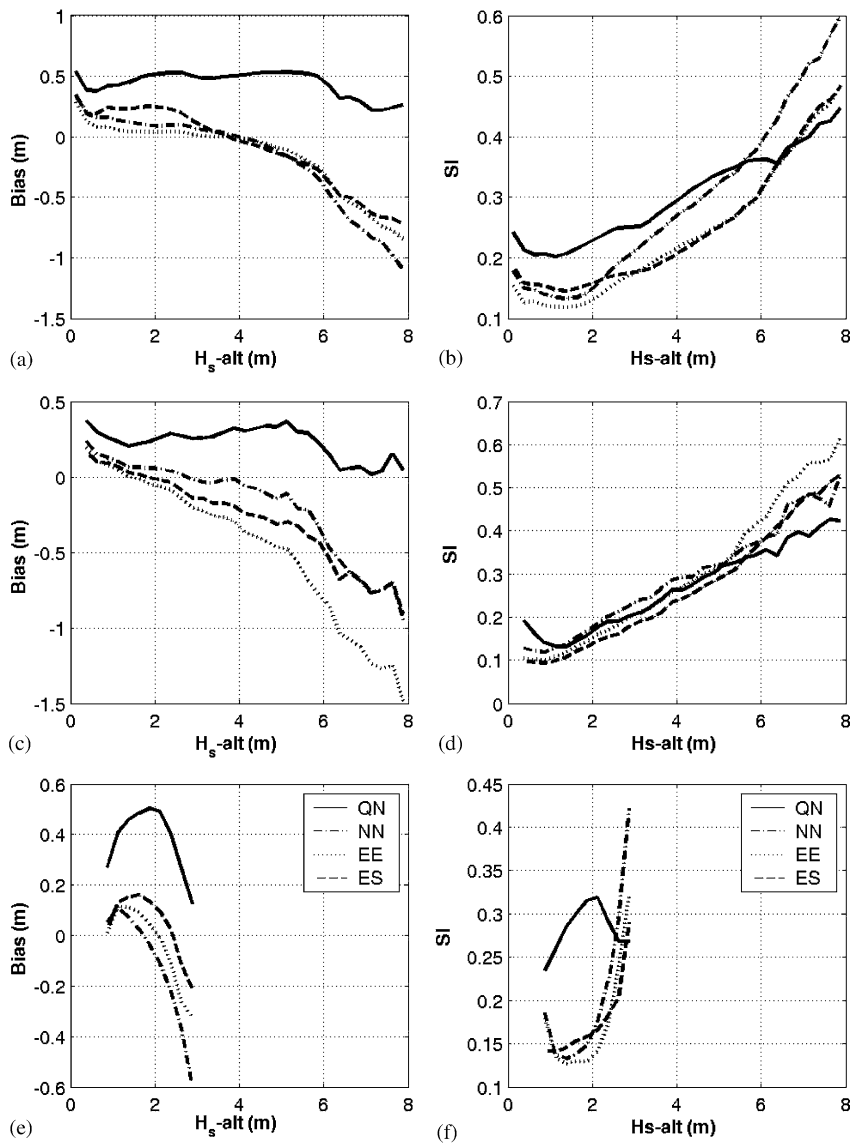 1
0.5
0
-0.5
-1
-1.5
Bias (m)
0 2 4 6 8
H_s-alt (m)
(a)
0.6
0.5
0.4
0.3
0.2
0.1
SI
0 2 4 6 8
Hs-alt (m)
(b)
0.5
0
-0.5
-1
-1.5
Bias (m)
0 2 4 6 8
H_s-alt (m)
(c)
0.7
0.6
0.5
0.4
0.3
0.2
0.1
0
SI
0 2 4 6 8
Hs-alt (m)
(d)
0.6
0.4
0.2
0
-0.2
-0.4
-0.6
Bias (m)
QN
NN
EE
ES
0 2 4 6 8
H_s-alt (m)
(e)
0.45
0.4
0.35
0.3
0.25
0.2
0.15
0.1
SI
QN
NN
EE
ES
0 2 4 6 8
Hs-alt (m)
(f)